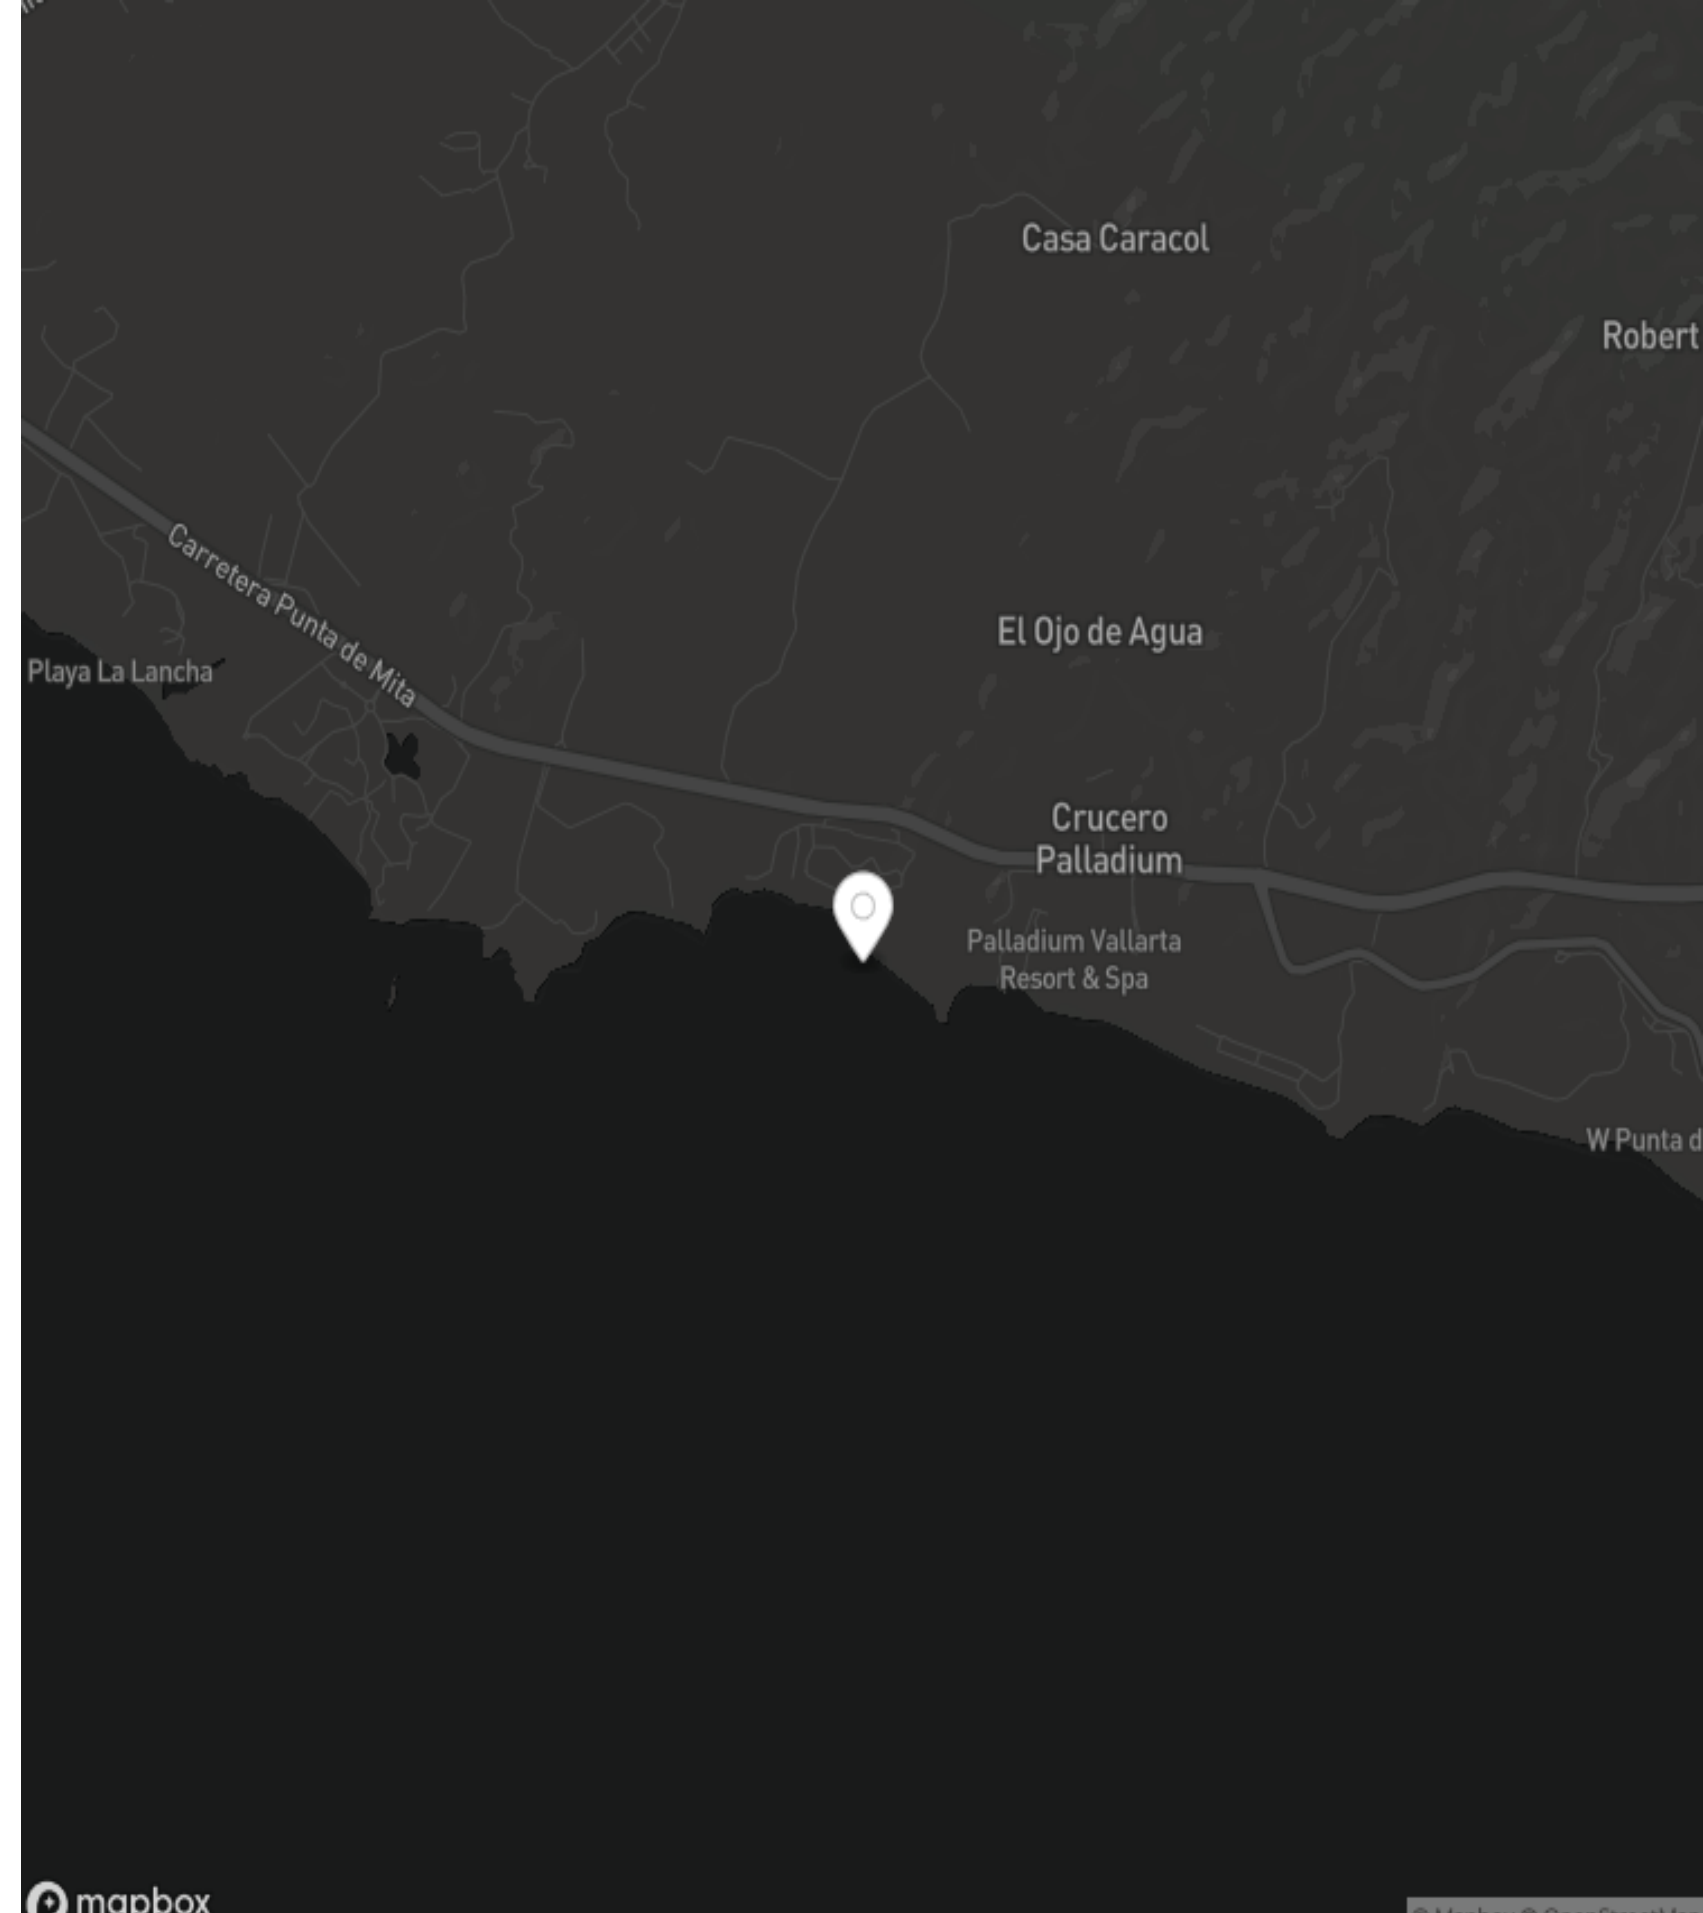 Casa Caracol
Robert
Carretera Punta de Mita
El Ojo de Agua
Playa La Lancha
Crucero
Palladium
Palladium Vallarta
Resort & Spa
W Punta d
mapbox